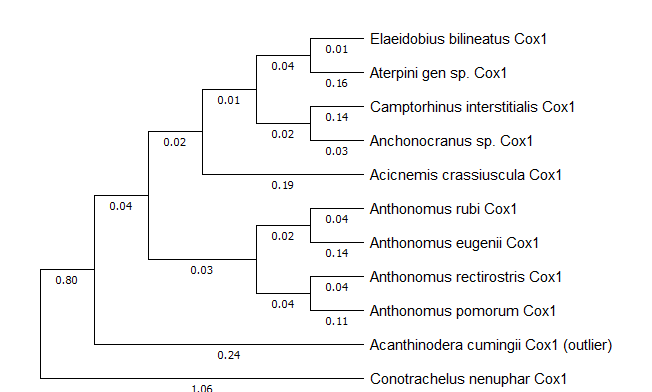 Elaeidobius bilineatus Cox1
0.01
0.04
Aterpini gen sp. Cox1
0.16
0.01
Camptorhinus interstitialis Cox1
0.14
0.02
0.02
Anchonocranus sp. Cox1
0.03
Acicnemis crassiuscula Cox1
0.19
0.04
Anthonomus rubi Cox1
0.04
0.02
Anthonomus eugenii Cox1
0.14
0.03
Anthonomus rectirostris Cox1
0.80
0.04
0.04
Anthonomus pomorum Cox1
0.11
Acanthinodera cumingii Cox1 (outlier)
0.24
Conotrachelus nenuphar Cox1
1.06